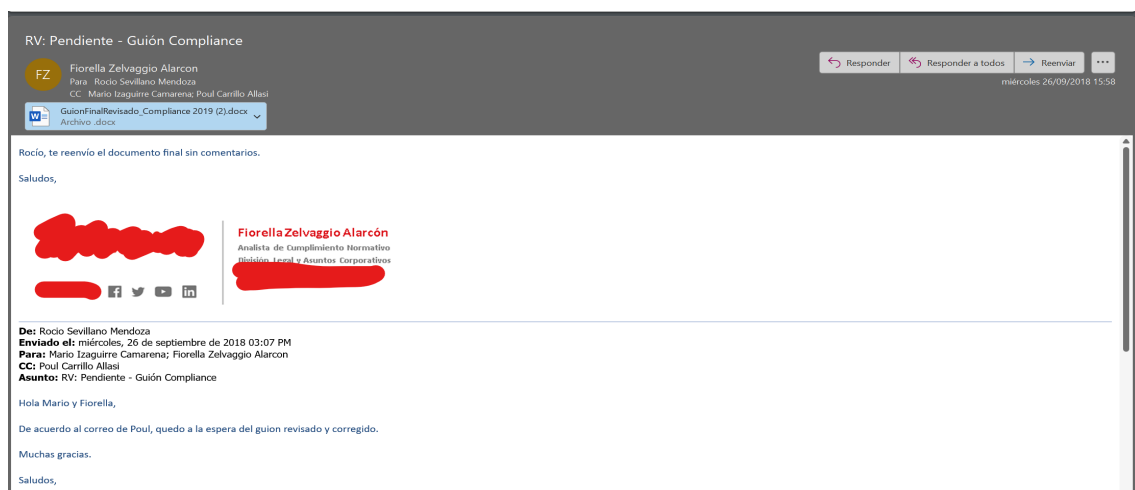 RV: Pendiente - Guión Compliance
FZ
Fiorella Zelvaggio Alarcon
Para Rocio Sevillano Mendoza
CC Mario Izaguirre Camarena; Poul Carrillo Allasi
Responder
Responder a todos
Reenviar
miércoles 26/09/2018 15:58
GuionFinalRevisado_Compliance 2019 (2).docx
Archivo .docx
Rocío, te reenvío el documento final sin comentarios.
Saludos,
Fiorella Zelvaggio Alarcón
Analista de Cumplimiento Normativo
División Legal y Asuntos Corporativos
De: Rocio Sevillano Mendoza
Enviado el: miércoles, 26 de septiembre de 2018 03:07 PM
Para: Mario Izaguirre Camarena; Fiorella Zelvaggio Alarcon
CC: Poul Carrillo Allasi
Asunto: RV: Pendiente - Guión Compliance
Hola Mario y Fiorella,
De acuerdo al correo de Poul, quedo a la espera del guion revisado y corregido.
Muchas gracias.
Saludos,